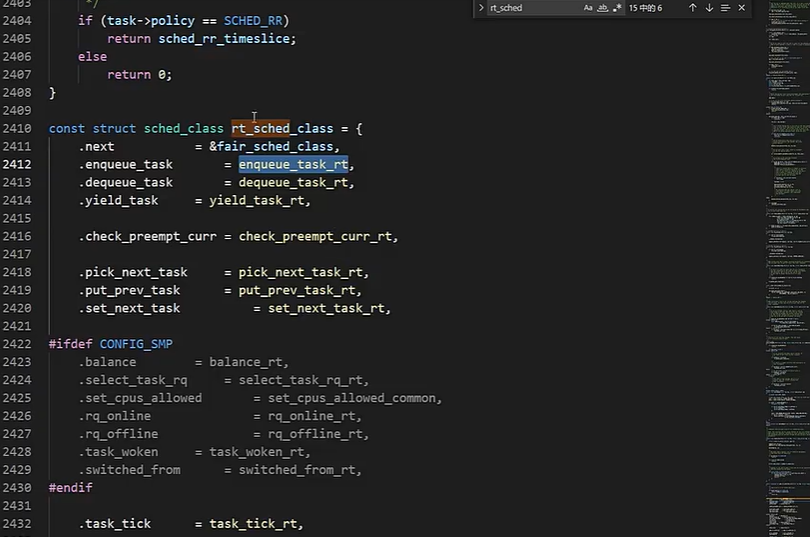 rt_sched
Aa ab .* 15 中的 6
2403 */
2404 if (task->policy == SCHED_RR)
2405 return sched_rr_timeslice;
2406 else
2407 return 0;
2408 }
2409
2410 const struct sched_class rt_sched_class = {
2411 .next = &fair_sched_class,
2412 .enqueue_task = enqueue_task_rt,
2413 .dequeue_task = dequeue_task_rt,
2414 .yield_task = yield_task_rt,
2415
2416 .check_preempt_curr = check_preempt_curr_rt,
2417
2418 .pick_next_task = pick_next_task_rt,
2419 .put_prev_task = put_prev_task_rt,
2420 .set_next_task = set_next_task_rt,
2421
2422 #ifdef CONFIG_SMP
2423 .balance = balance_rt,
2424 .select_task_rq = select_task_rq_rt,
2425 .set_cpus_allowed = set_cpus_allowed_common,
2426 .rq_online = rq_online_rt,
2427 .rq_offline = rq_offline_rt,
2428 .task_woken = task_woken_rt,
2429 .switched_from = switched_from_rt,
2430 #endif
2431
2432 .task_tick = task_tick_rt,